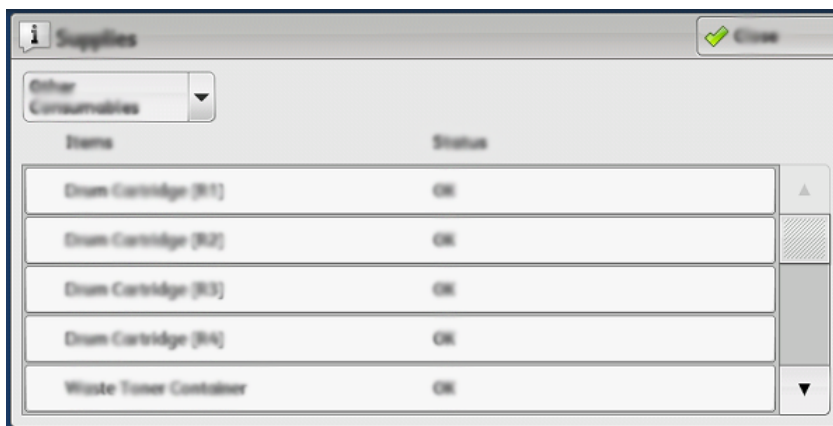 Supplies
Close
Other
Consumables
Items Status
Drum Cartridge [R1] OK
Drum Cartridge [R2] OK
Drum Cartridge [R3] OK
Drum Cartridge [R4] OK
Waste Toner Container OK